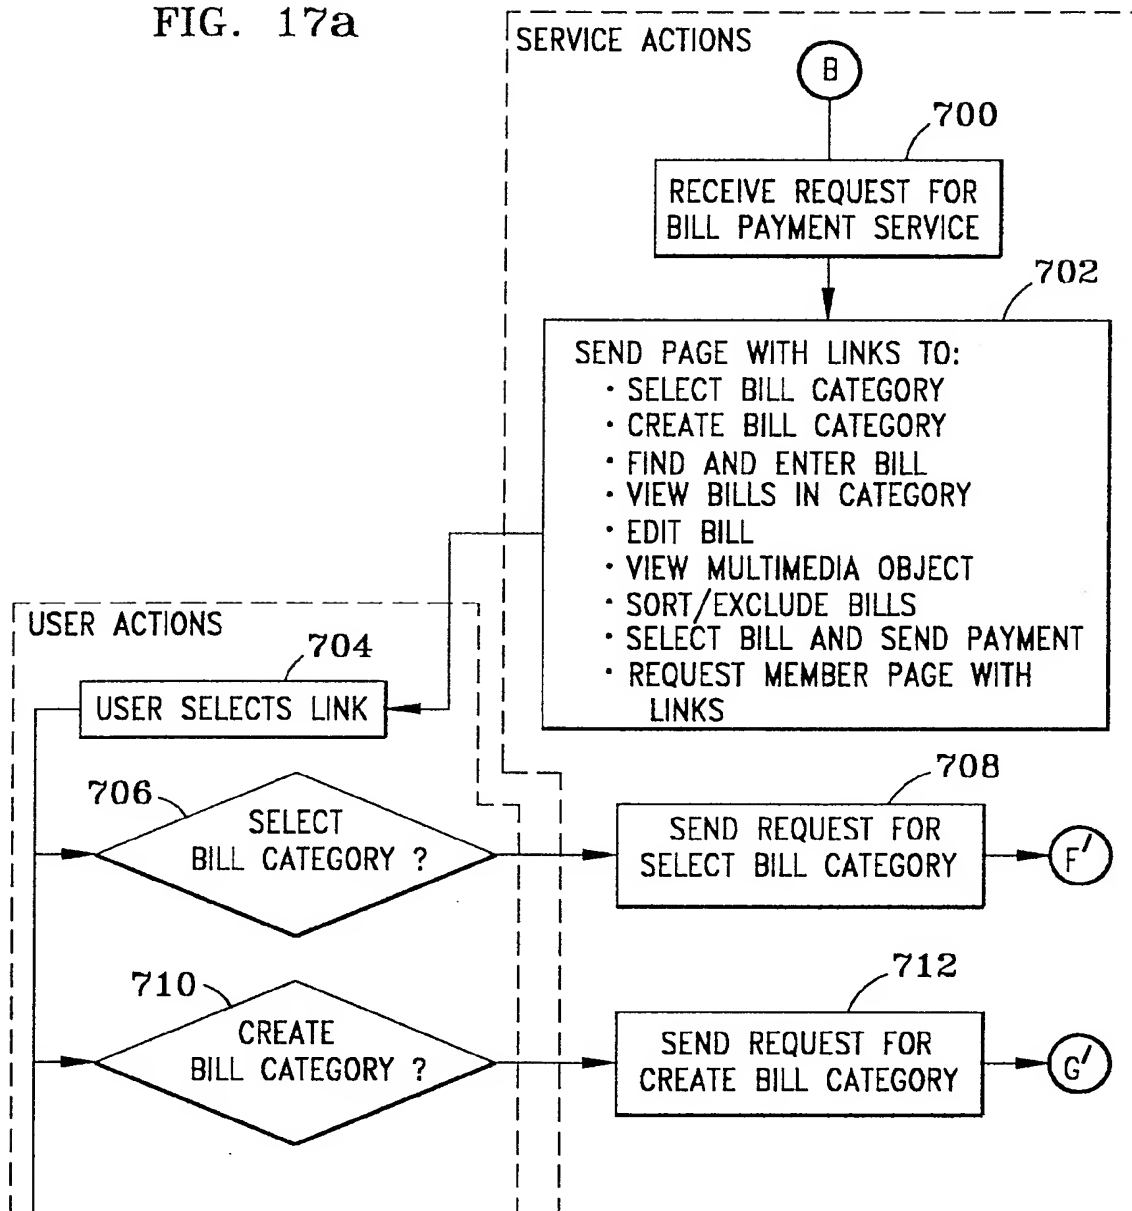 FIG. 17a
SERVICE ACTIONS
B
700
RECEIVE REQUEST FOR
BILL PAYMENT SERVICE
702
SEND PAGE WITH LINKS TO:
· SELECT BILL CATEGORY
· CREATE BILL CATEGORY
· FIND AND ENTER BILL
· VIEW BILLS IN CATEGORY
· EDIT BILL
· VIEW MULTIMEDIA OBJECT
· SORT/EXCLUDE BILLS
· SELECT BILL AND SEND PAYMENT
· REQUEST MEMBER PAGE WITH
LINKS
USER ACTIONS
704
USER SELECTS LINK
706
SELECT
BILL CATEGORY ?
708
SEND REQUEST FOR
SELECT BILL CATEGORY
F'
710
CREATE
BILL CATEGORY ?
712
SEND REQUEST FOR
CREATE BILL CATEGORY
G'